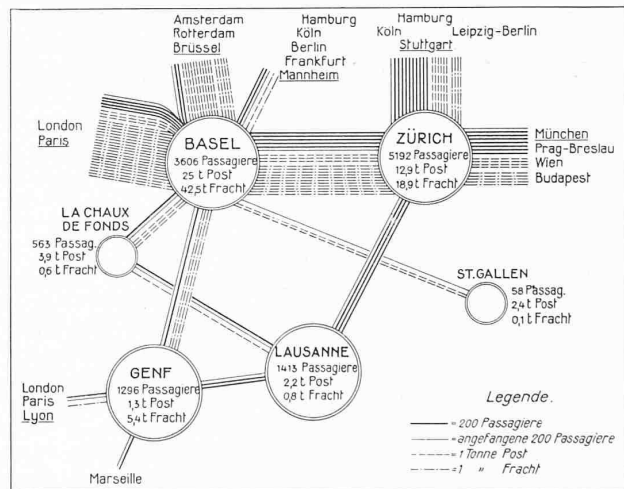 Amsterdam
Rotterdam
Brüssel
Hamburg
Köln
Berlin
Frankfurt
Mannheim
Hamburg
Köln
Leipzig-Berlin
Stuttgart
London
Paris
BASEL
3606 Passagiere
25 t Post
42,5 t Fracht
ZÜRICH
5192 Passagiere
12,9 t Post
18,9 t Fracht
München
Prag-Breslau
Wien
Budapest
LA CHAUX
DE FONDS
563 Passag.
3,9 t Post
0,6 t Fracht
ST. GALLEN
58 Passag.
2,4 t Post
0,1 t Fracht
GENF
1296 Passagiere
1,3 t Post
5,4 t Fracht
LAUSANNE
1413 Passagiere
2,2 t Post
0,8 t Fracht
London
Paris
Lyon
Marseille
Legende.
= 200 Passagiere
= angefangene 200 Passagiere
= 1 Tonne Post
= 1 " Fracht